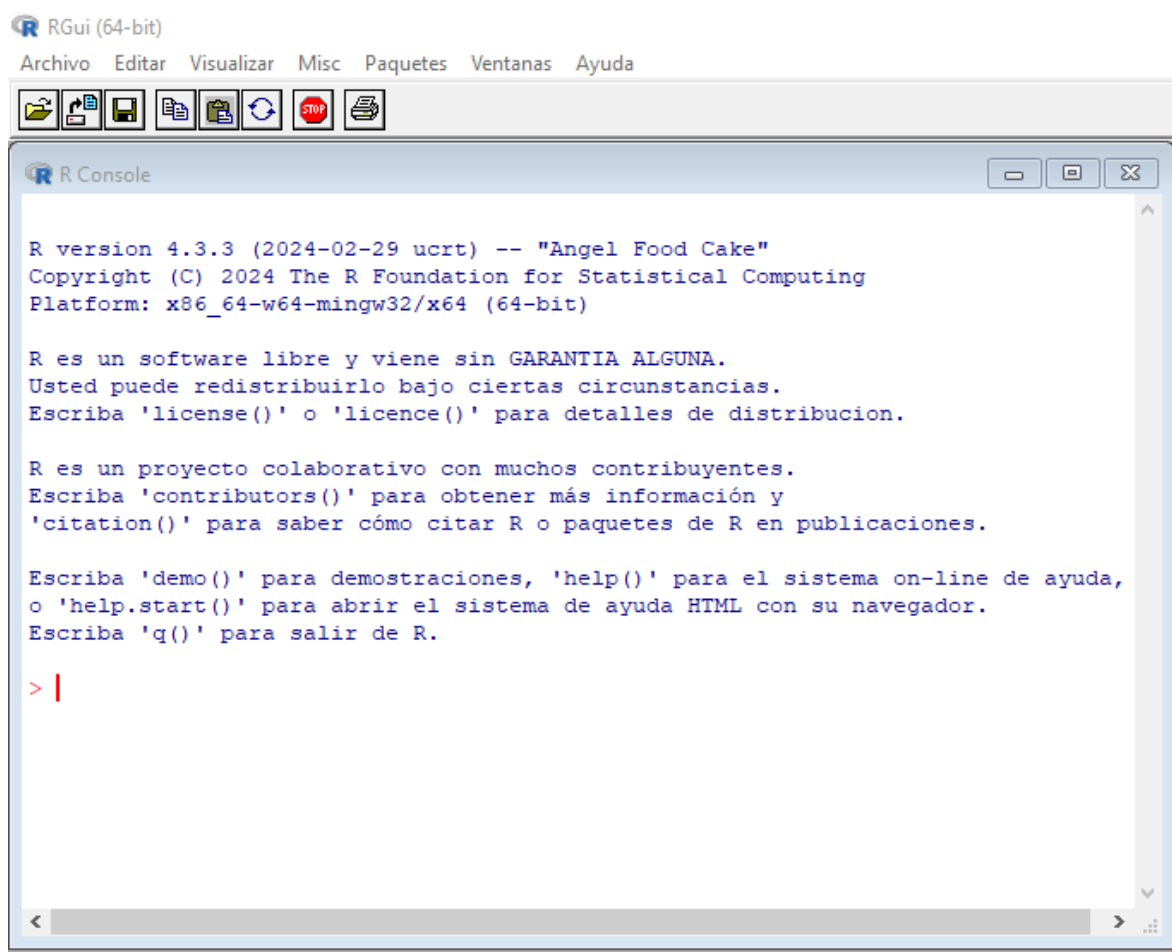 RGui (64-bit)
Archivo Editar Visualizar Misc Paquetes Ventanas Ayuda
STOP
R Console
R version 4.3.3 (2024-02-29 ucrt) -- "Angel Food Cake"
Copyright (C) 2024 The R Foundation for Statistical Computing
Platform: x86_64-w64-mingw32/x64 (64-bit)
R es un software libre y viene sin GARANTIA ALGUNA.
Usted puede redistribuirlo bajo ciertas circunstancias.
Escriba 'license()' o 'licence()' para detalles de distribucion.
R es un proyecto colaborativo con muchos contribuyentes.
Escriba 'contributors()' para obtener más información y
'citation()' para saber cómo citar R o paquetes de R en publicaciones.
Escriba 'demo()' para demostraciones, 'help()' para el sistema on-line de ayuda,
o 'help.start()' para abrir el sistema de ayuda HTML con su navegador.
Escriba 'q()' para salir de R.
>